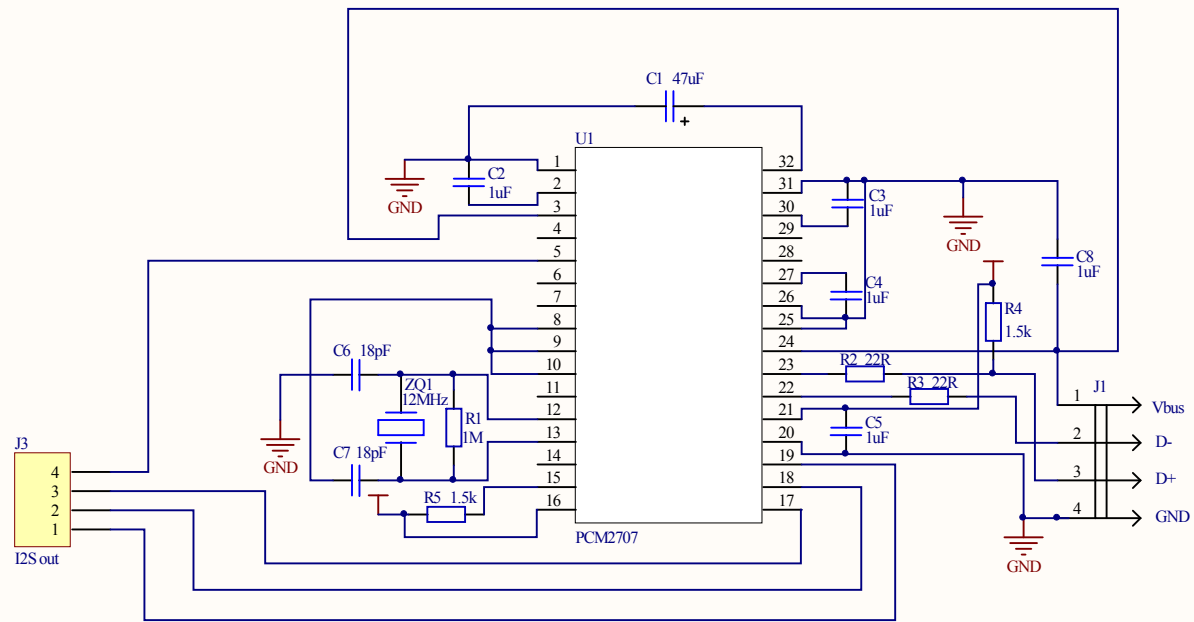 C1 47uF
U1
1
2
3
4
5
6
7
8
9
10
11
12
13
14
15
16
32
31
30
29
28
27
26
25
24
23
22
21
20
19
18
17
PCM2707
C2
1uF
GND
C3
1uF
GND
C8
1uF
C4
1uF
R4
1.5k
R2 22R
R3 22R
C5
1uF
J1
1
Vbus
2
D-
3
D+
4
GND
GND
C6 18pF
ZQ1
12MHz
R1
1M
C7 18pF
GND
R5 1.5k
J3
4
3
2
1
I2S out